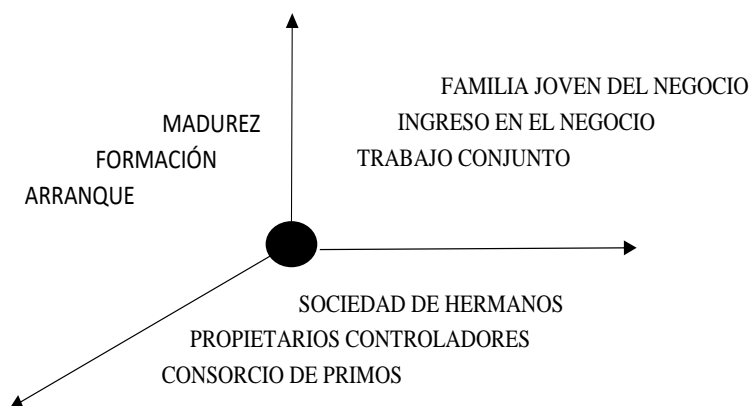 MADUREZ
FORMACIÓN
ARRANQUE
FAMILIA JOVEN DEL NEGOCIO
INGRESO EN EL NEGOCIO
TRABAJO CONJUNTO
SOCIEDAD DE HERMANOS
PROPIETARIOS CONTROLADORES
CONSORCIO DE PRIMOS